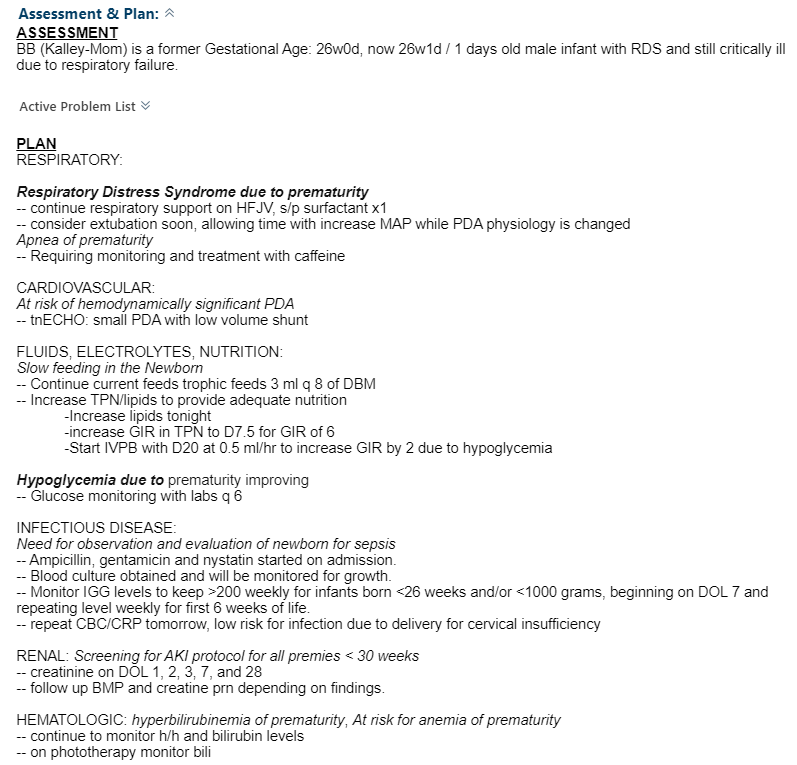 Assessment & Plan:
ASSESSMENT
BB (Kalley-Mom) is a former Gestational Age: 26w0d, now 26w1d / 1 days old male infant with RDS and still critically ill
due to respiratory failure.
Active Problem List
PLAN
RESPIRATORY:
Respiratory Distress Syndrome due to prematurity
-- continue respiratory support on HFJV, s/p surfactant x1
-- consider extubation soon, allowing time with increase MAP while PDA physiology is changed
Apnea of prematurity
-- Requiring monitoring and treatment with caffeine
CARDIOVASCULAR:
At risk of hemodynamically significant PDA
-- tnECHO: small PDA with low volume shunt
FLUIDS, ELECTROLYTES, NUTRITION:
Slow feeding in the Newborn
-- Continue current feeds trophic feeds 3 ml q 8 of DBM
-- Increase TPN/lipids to provide adequate nutrition
-Increase lipids tonight
-increase GIR in TPN to D7.5 for GIR of 6
-Start IVPB with D20 at 0.5 ml/hr to increase GIR by 2 due to hypoglycemia
Hypoglycemia due to prematurity improving
-- Glucose monitoring with labs q 6
INFECTIOUS DISEASE:
Need for observation and evaluation of newborn for sepsis
-- Ampicillin, gentamicin and nystatin started on admission.
-- Blood culture obtained and will be monitored for growth.
-- Monitor IGG levels to keep >200 weekly for infants born <26 weeks and/or <1000 grams, beginning on DOL 7 and
repeating level weekly for first 6 weeks of life.
-- repeat CBC/CRP tomorrow, low risk for infection due to delivery for cervical insufficiency
RENAL: Screening for AKI protocol for all premies < 30 weeks
-- creatinine on DOL 1, 2, 3, 7, and 28
-- follow up BMP and creatine prn depending on findings.
HEMATOLOGIC: hyperbilirubinemia of prematurity, At risk for anemia of prematurity
-- continue to monitor h/h and bilirubin levels
-- on phototherapy monitor bili